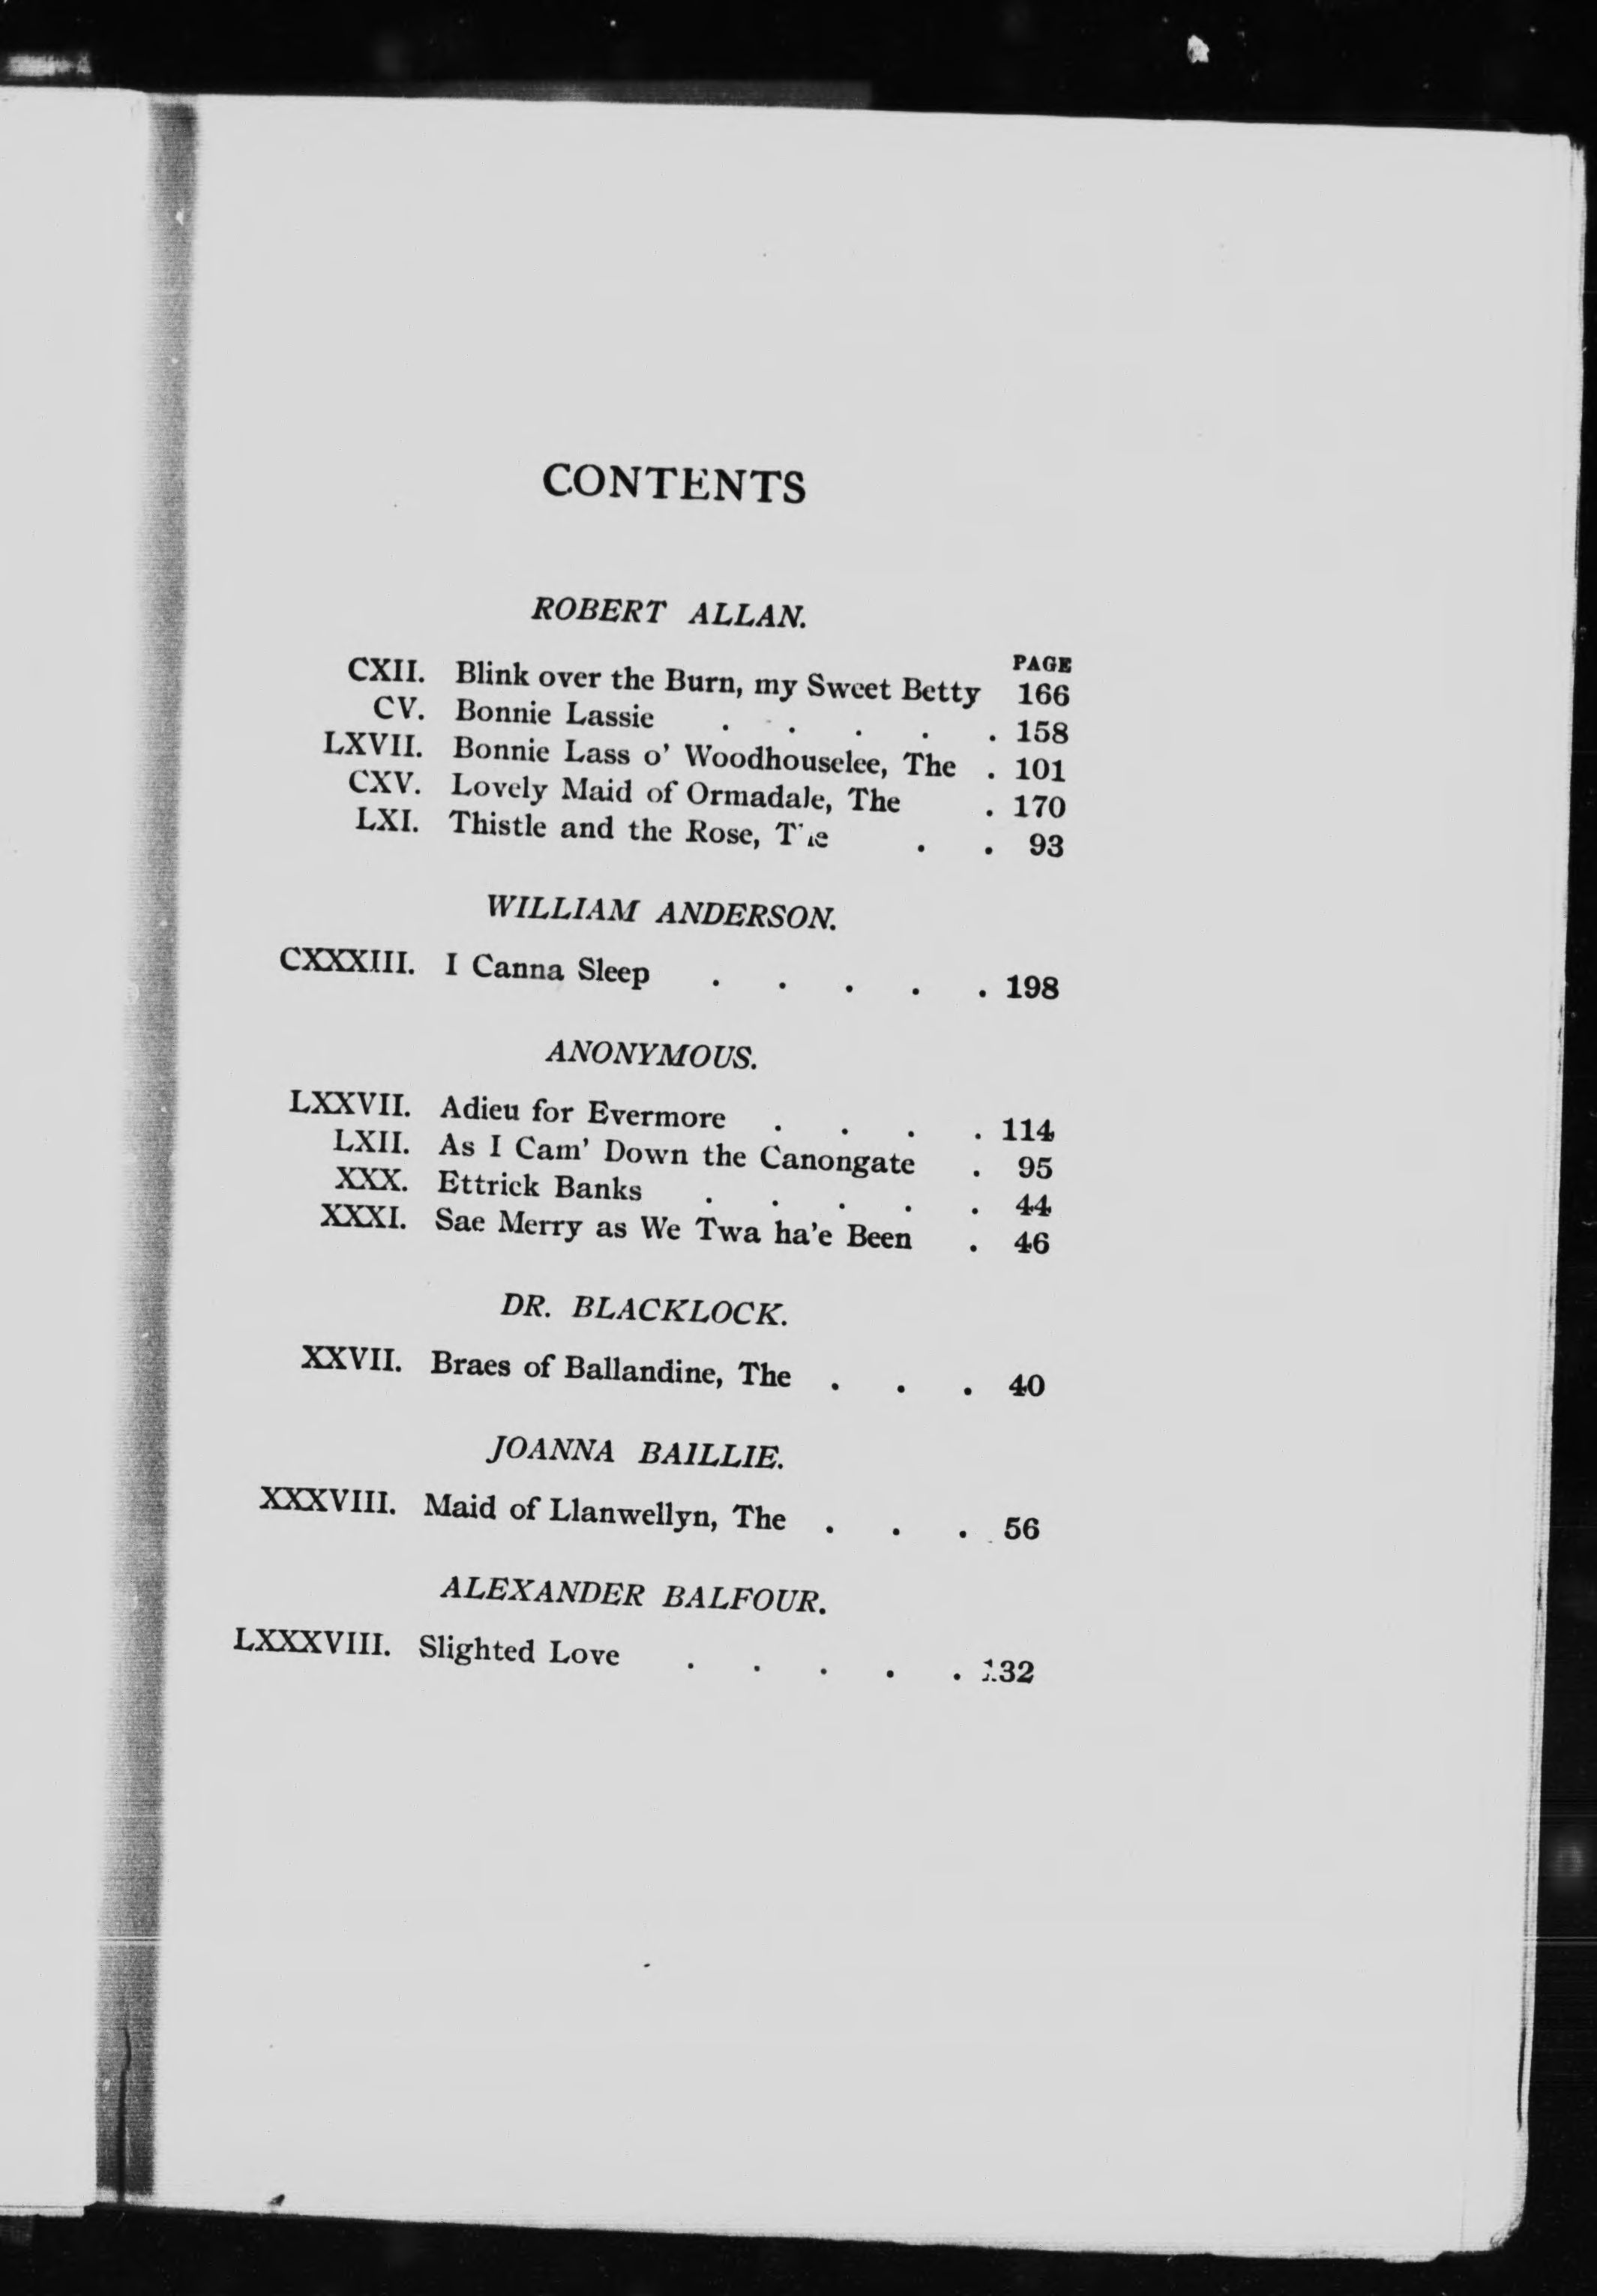 CONTENTS
ROBERT ALLAN.
PAGE
CXII. Blink over the Burn, my Sweet Betty 166
CV. Bonnie Lassie . . . . . 158
LXVII. Bonnie Lass o' Woodhouselee, The . 101
CXV. Lovely Maid of Ormadale, The . 170
LXI. Thistle and the Rose, The . . 93
WILLIAM ANDERSON.
CXXXIII. I Canna Sleep . . . . . 198
ANONYMOUS.
LXXVII. Adieu for Evermore . . . . 114
LXII. As I Cam' Down the Canongate . 95
XXX. Ettrick Banks . . . . . 44
XXXI. Sae Merry as We Twa ha'e Been . 46
DR. BLACKLOCK.
XXVII. Braes of Ballandine, The . . . 40
JOANNA BAILLIE.
XXXVIII. Maid of Llanwellyn, The . . . 56
ALEXANDER BALFOUR.
LXXXVIII. Slighted Love . . . . . 132